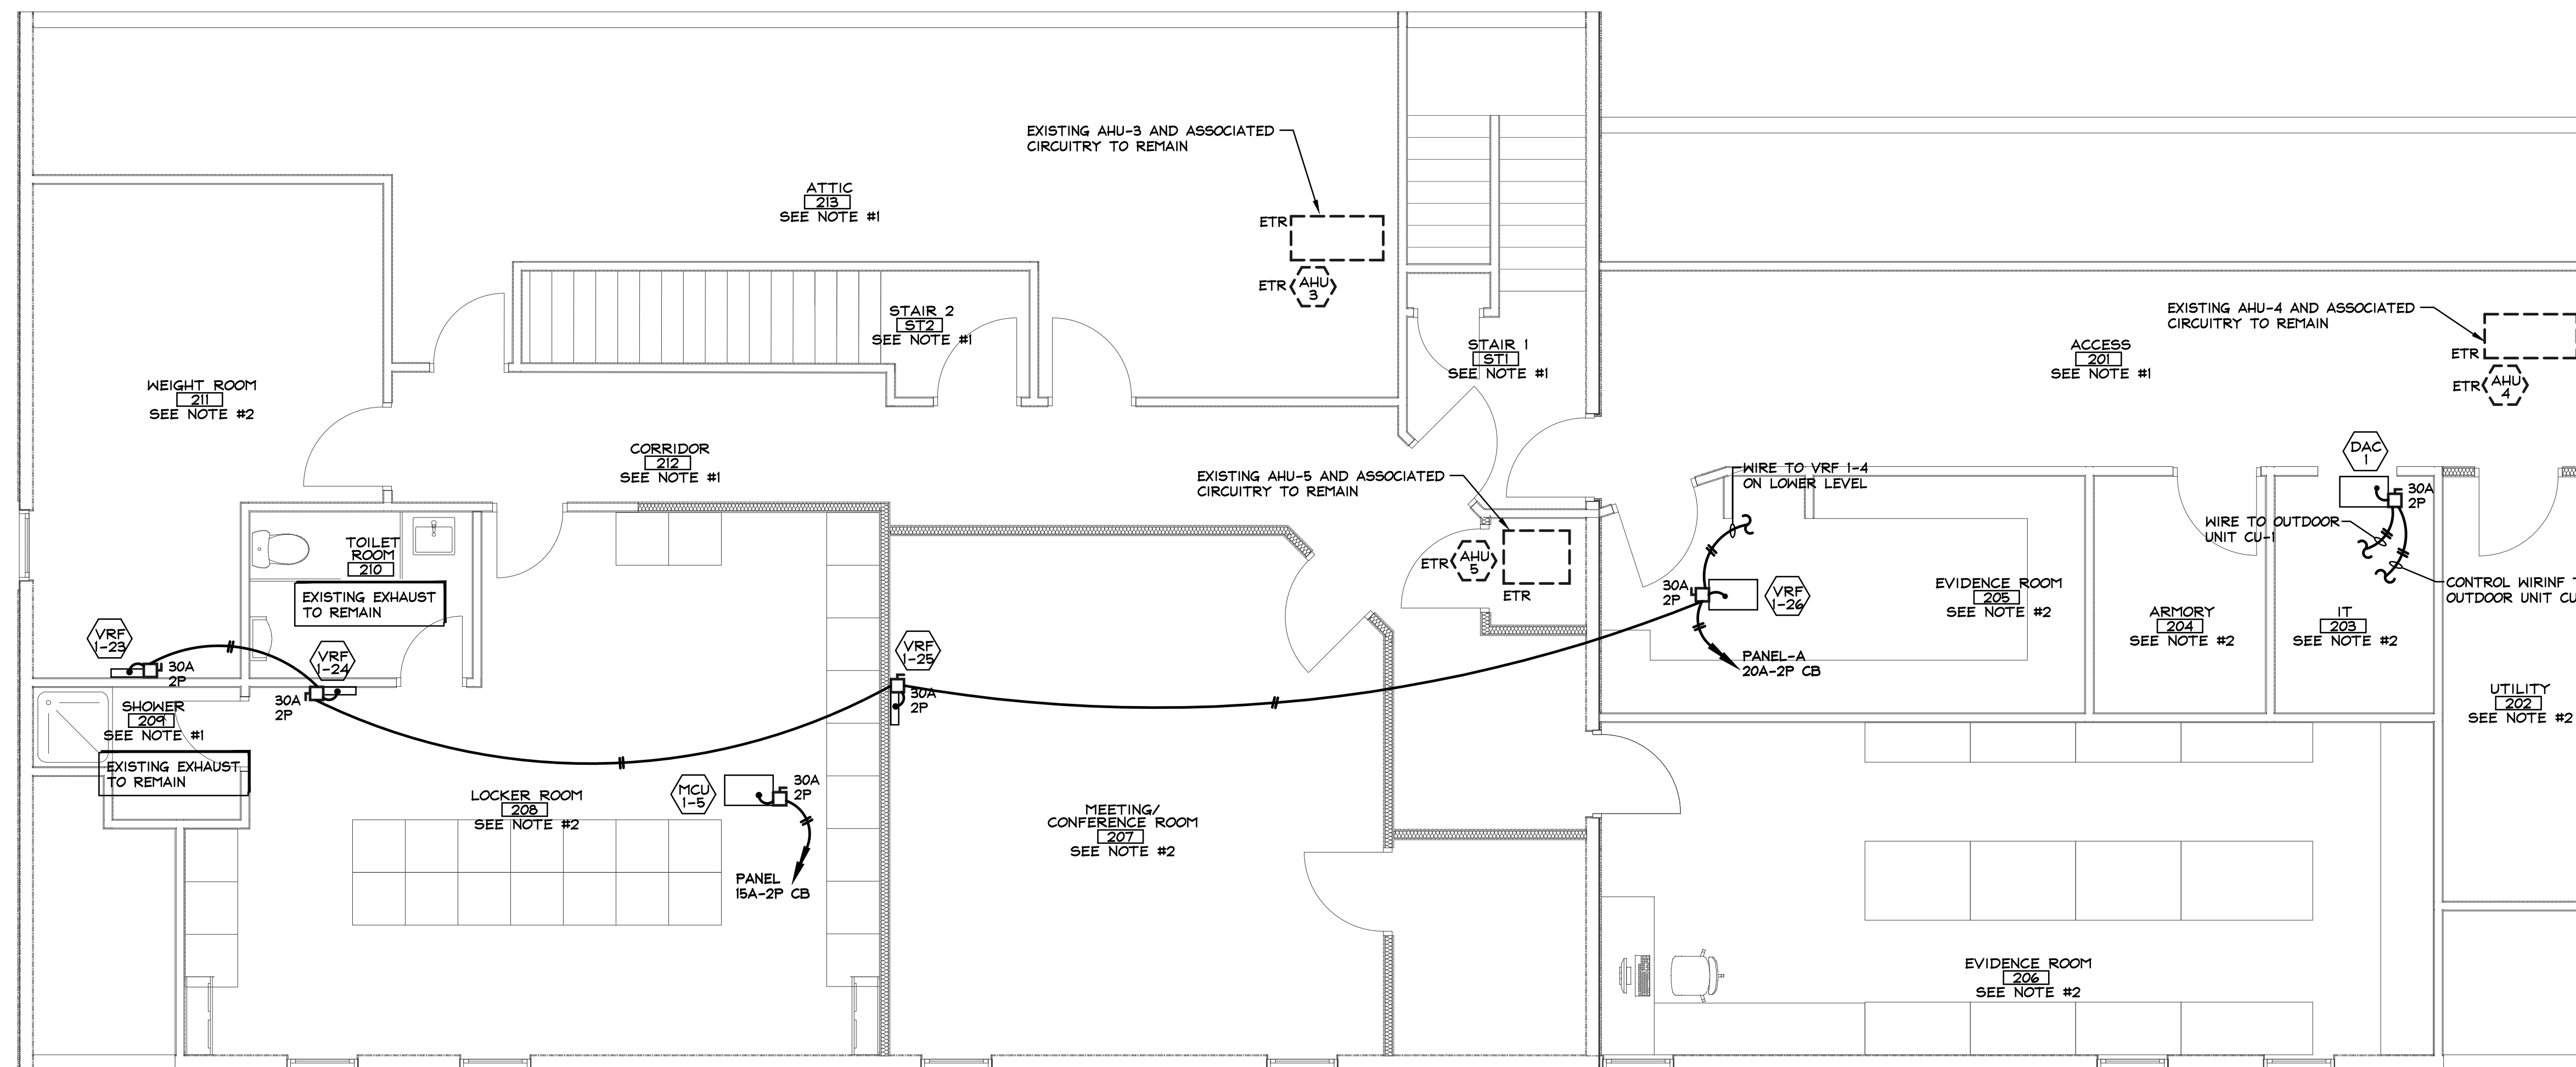 EXISTING AHU-3 AND ASSOCIATED
CIRCUITRY TO REMAIN
ATTIC
213
SEE NOTE #1
ETR
ETR
AHU
3
STAIR 2
ST2
SEE NOTE #1
STAIR 1
ST1
SEE NOTE #1
EXISTING AHU-4 AND ASSOCIATED
CIRCUITRY TO REMAIN
ETR
ETR
AHU
4
ACCESS
201
SEE NOTE #1
WEIGHT ROOM
211
SEE NOTE #2
CORRIDOR
212
SEE NOTE #1
EXISTING AHU-5 AND ASSOCIATED
CIRCUITRY TO REMAIN
ETR
AHU
5
ETR
WIRE TO VRF 1-4
ON LOWER LEVEL
DAC
1
30A
2P
WIRE TO OUTDOOR
UNIT CU-1
CONTROL WIRINF
OUTDOOR UNIT
TOILET
ROOM
210
EXISTING EXHAUST
TO REMAIN
30A
2P
VRF
1-26
EVIDENCE ROOM
205
SEE NOTE #2
ARMORY
204
SEE NOTE #2
IT
203
SEE NOTE #2
VRF
1-23
30A
2P
VRF
1-24
30A
2P
VRF
1-25
30A
2P
PANEL-A
20A-2P CB
UTILITY
202
SEE NOTE #2
SHOWER
209
SEE NOTE #1
EXISTING EXHAUST
TO REMAIN
LOCKER ROOM
208
SEE NOTE #2
MCU
1-5
30A
2P
PANEL
15A-2P CB
MEETING/
CONFERENCE ROOM
207
SEE NOTE #2
EVIDENCE ROOM
206
SEE NOTE #2